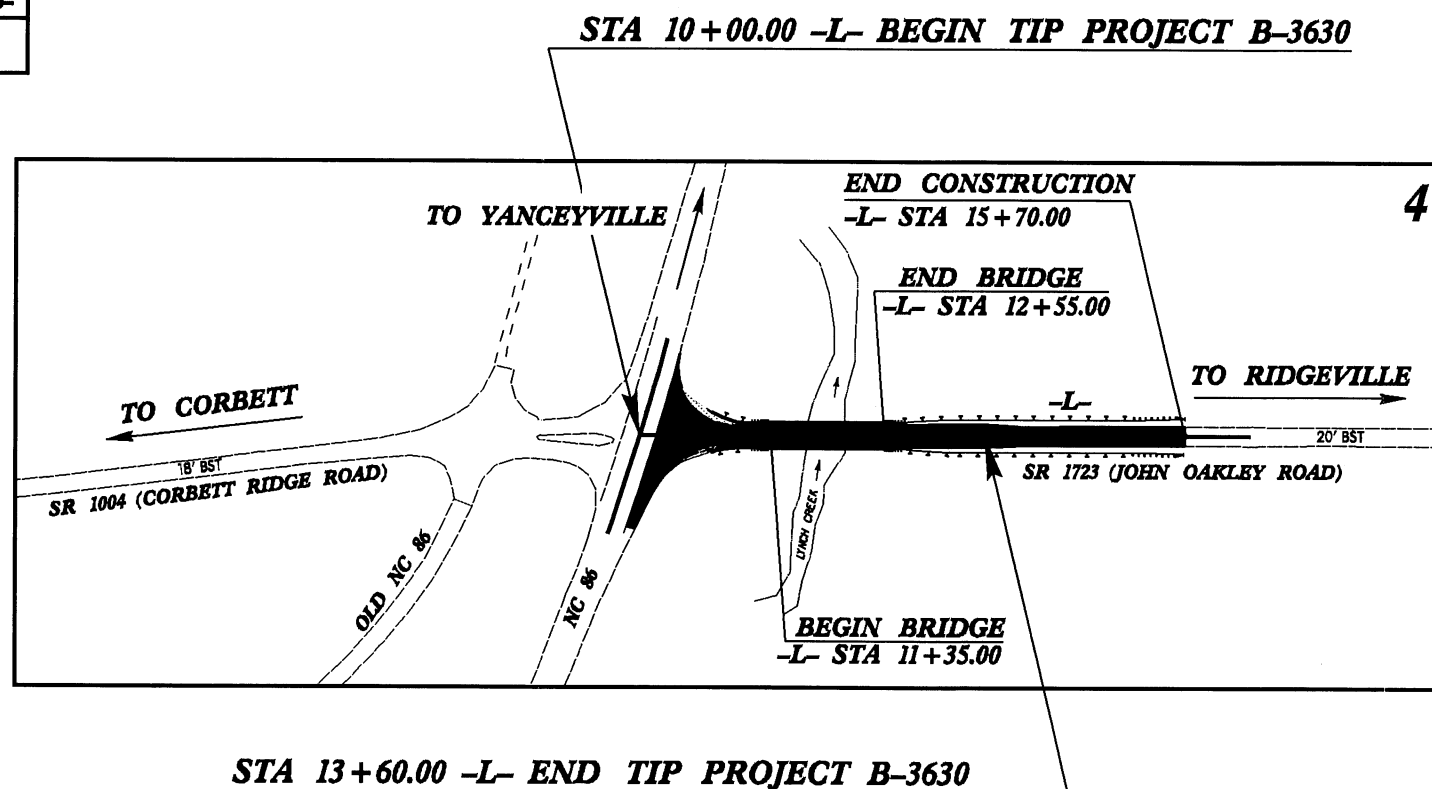 STA 10+00.00 -L- BEGIN TIP PROJECT B-3630
END CONSTRUCTION
-L- STA 15+70.00
4
TO YANCEYVILLE
END BRIDGE
-L- STA 12+55.00
TO RIDGEVILLE
TO CORBETT
-L-
20' BST
18' BST
SR 1004 (CORBETT RIDGE ROAD)
SR 1723 (JOHN OAKLEY ROAD)
LYNCH CREEK
OLD NC 86
NC 86
BEGIN BRIDGE
-L- STA 11+35.00
STA 13+60.00 -L- END TIP PROJECT B-3630